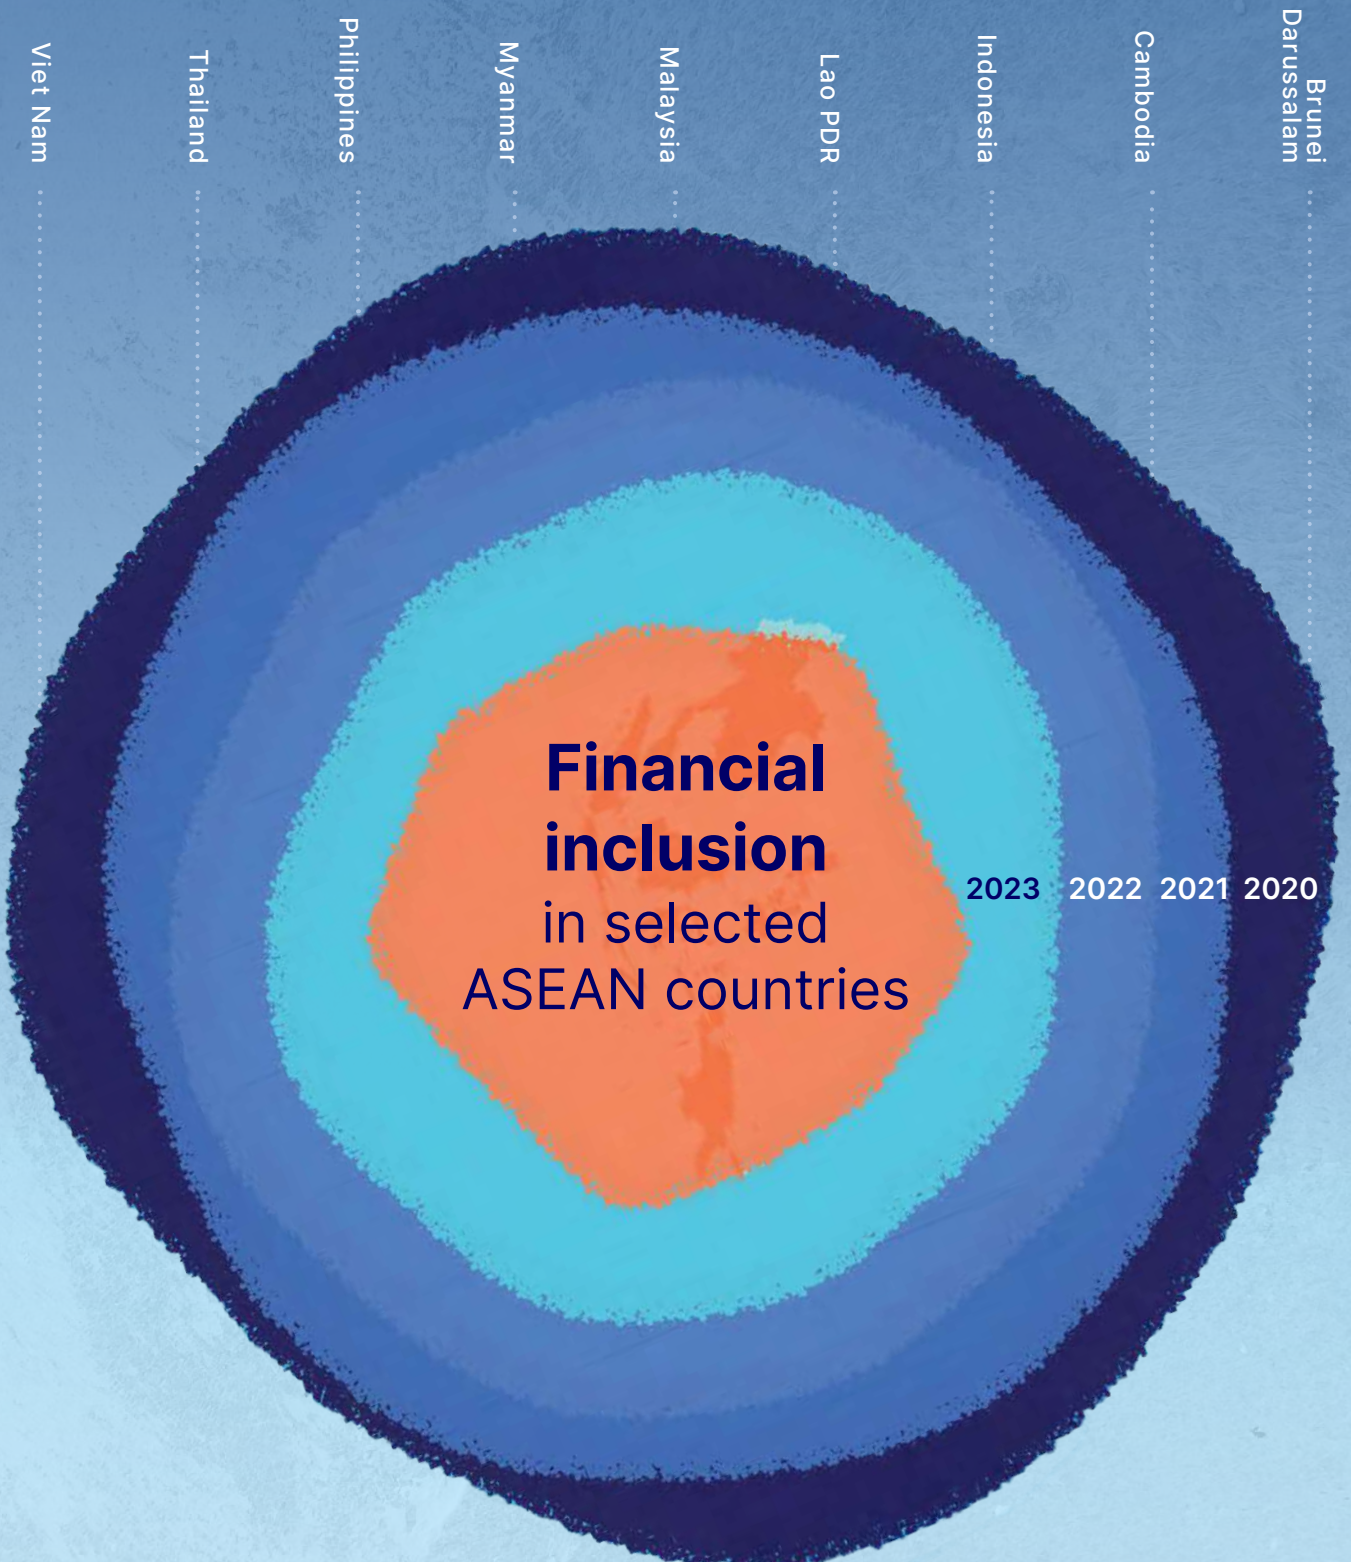 Viet Nam
Thailand
Philippines
Myanmar
Malaysia
Lao PDR
Indonesia
Cambodia
Brunei
Darussalam
Financial
inclusion
in selected
ASEAN countries
2023 2022 2021 2020